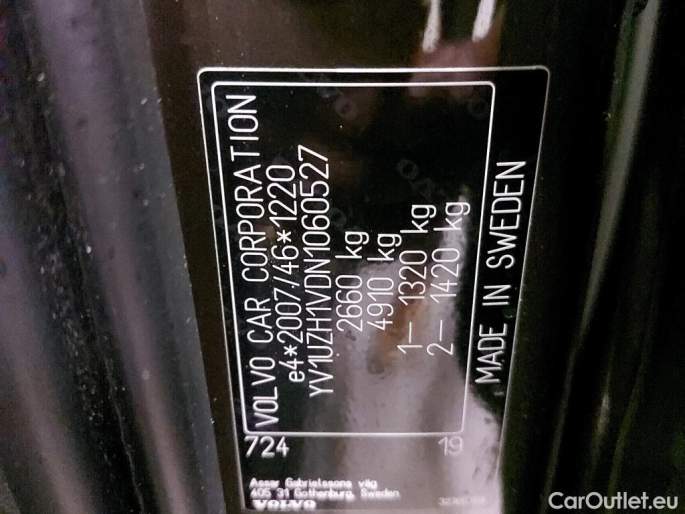 VOLVO CAR CORPORATION
e4*2007/46*1220
YV1UZH1VDN1060527
2660 kg
4910 kg
1– 1320 kg
2– 1420 kg
MADE IN SWEDEN
724 19
Assar Gabrielssons väg
405 31 Gothenburg, Sweden
VOLVO
CarOutlet.eu